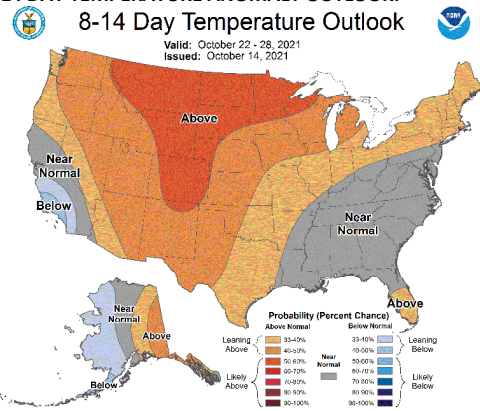 8-14 Day Temperature Outlook
Valid: October 22 - 28, 2021
Issued: October 14, 2021
NOAA
Above
Near
Normal
Below
Near
Normal
Above
Near
Normal
Above
Below
Probability (Percent Chance)
Above Normal
Below Normal
Leaning
Above
33-40%
40-50%
Near
Normal
33-40%
40-50%
Leaning
Below
Likely
Above
50-60%
60-70%
70-80%
80-90%
90-100%
50-60%
60-70%
70-80%
80-90%
90-100%
Likely
Below